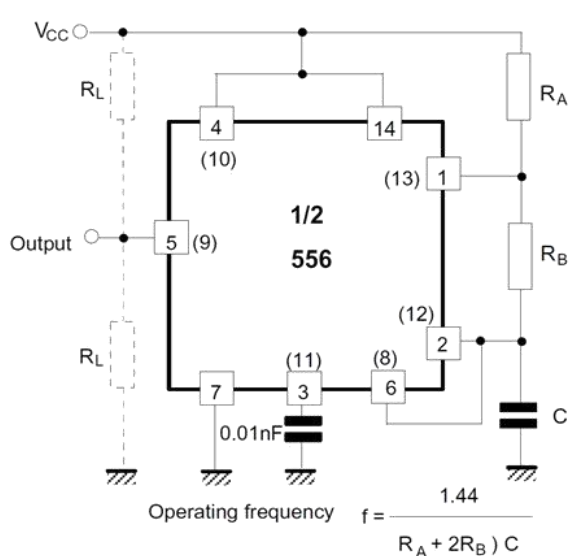 VCC
RL
RA
4
14
(10)
(13)
1
1/2
556
Output
5
(9)
RB
(12)
2
RL
(11)
(8)
7
3
6
0.01nF
C
Operating frequency
f =
1.44
RA + 2RB ) C